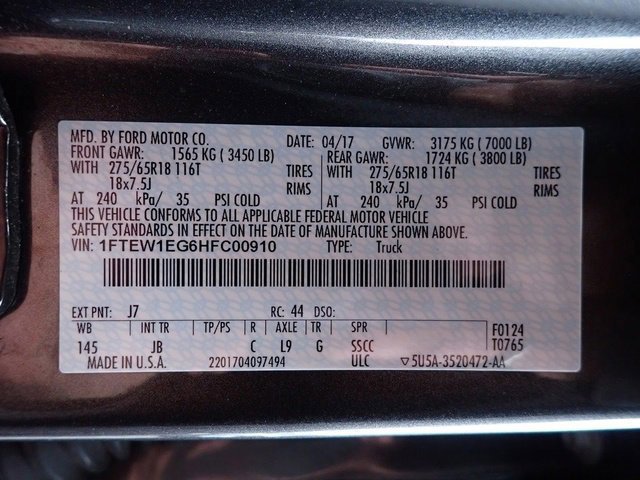 MFD. BY FORD MOTOR CO. DATE: 04/17 GVWR: 3175 KG ( 7000 LB)
FRONT GAWR: 1565 KG ( 3450 LB) REAR GAWR: 1724 KG ( 3800 LB)
WITH 275/65R18 116T TIRES WITH 275/65R18 116T TIRES
18x7.5J RIMS 18x7.5J RIMS
AT 240 kPa/ 35 PSI COLD AT 240 kPa/ 35 PSI COLD
THIS VEHICLE CONFORMS TO ALL APPLICABLE FEDERAL MOTOR VEHICLE
SAFETY STANDARDS IN EFFECT ON THE DATE OF MANUFACTURE SHOWN ABOVE.
VIN: 1FTEW1EG6HFC00910 TYPE: Truck
EXT PNT: J7 RC: 44 DSO:
WB INT TR TP/PS R AXLE TR SPR F0124
145 JB C L9 G SSCC T0765
MADE IN U.S.A. 2201704097494 ULC ▽5U5A-3520472-AA